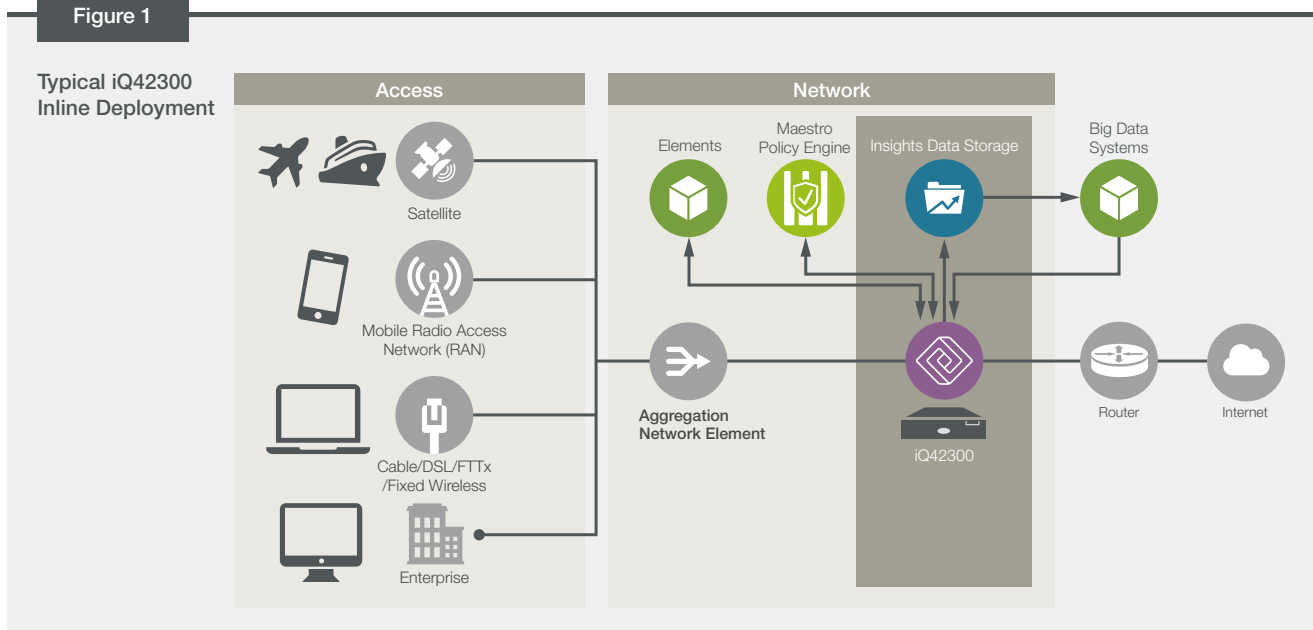 Figure 1
Typical iQ42300
Inline Deployment
Access
Satellite
Mobile Radio Access
Network (RAN)
Cable/DSL/FTTx
/Fixed Wireless
Enterprise
Network
Elements
Maestro
Policy Engine
Insights Data Storage
Big Data
Systems
Aggregation
Network Element
iQ42300
Router
Internet